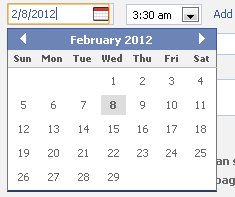 2/8/2012 3:30 am Add
February 2012
Sun Mon Tue Wed Thu Fri Sat
1 2 3 4
5 6 7 8 9 10 11
12 13 14 15 16 17 18
19 20 21 22 23 24 25
26 27 28 29